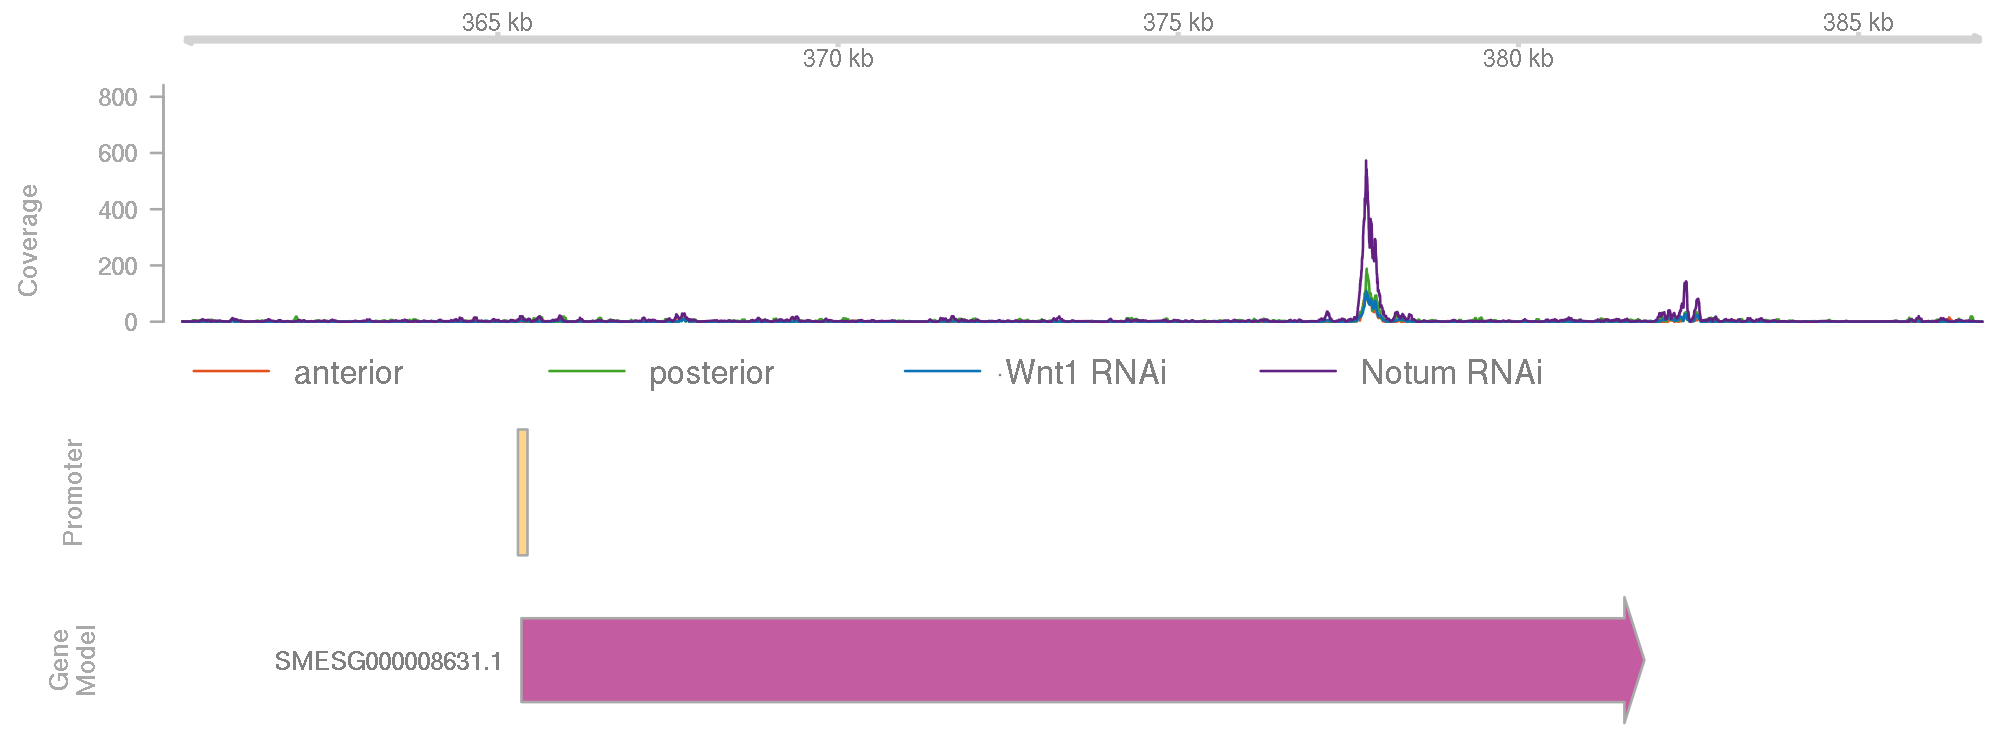 365 kb
375 kb
385 kb
370 kb
380 kb
Coverage
800
600
400
200
0
anterior
posterior
Wnt1 RNAi
Notum RNAi
Promoter
Gene
Model
SMESG000008631.1